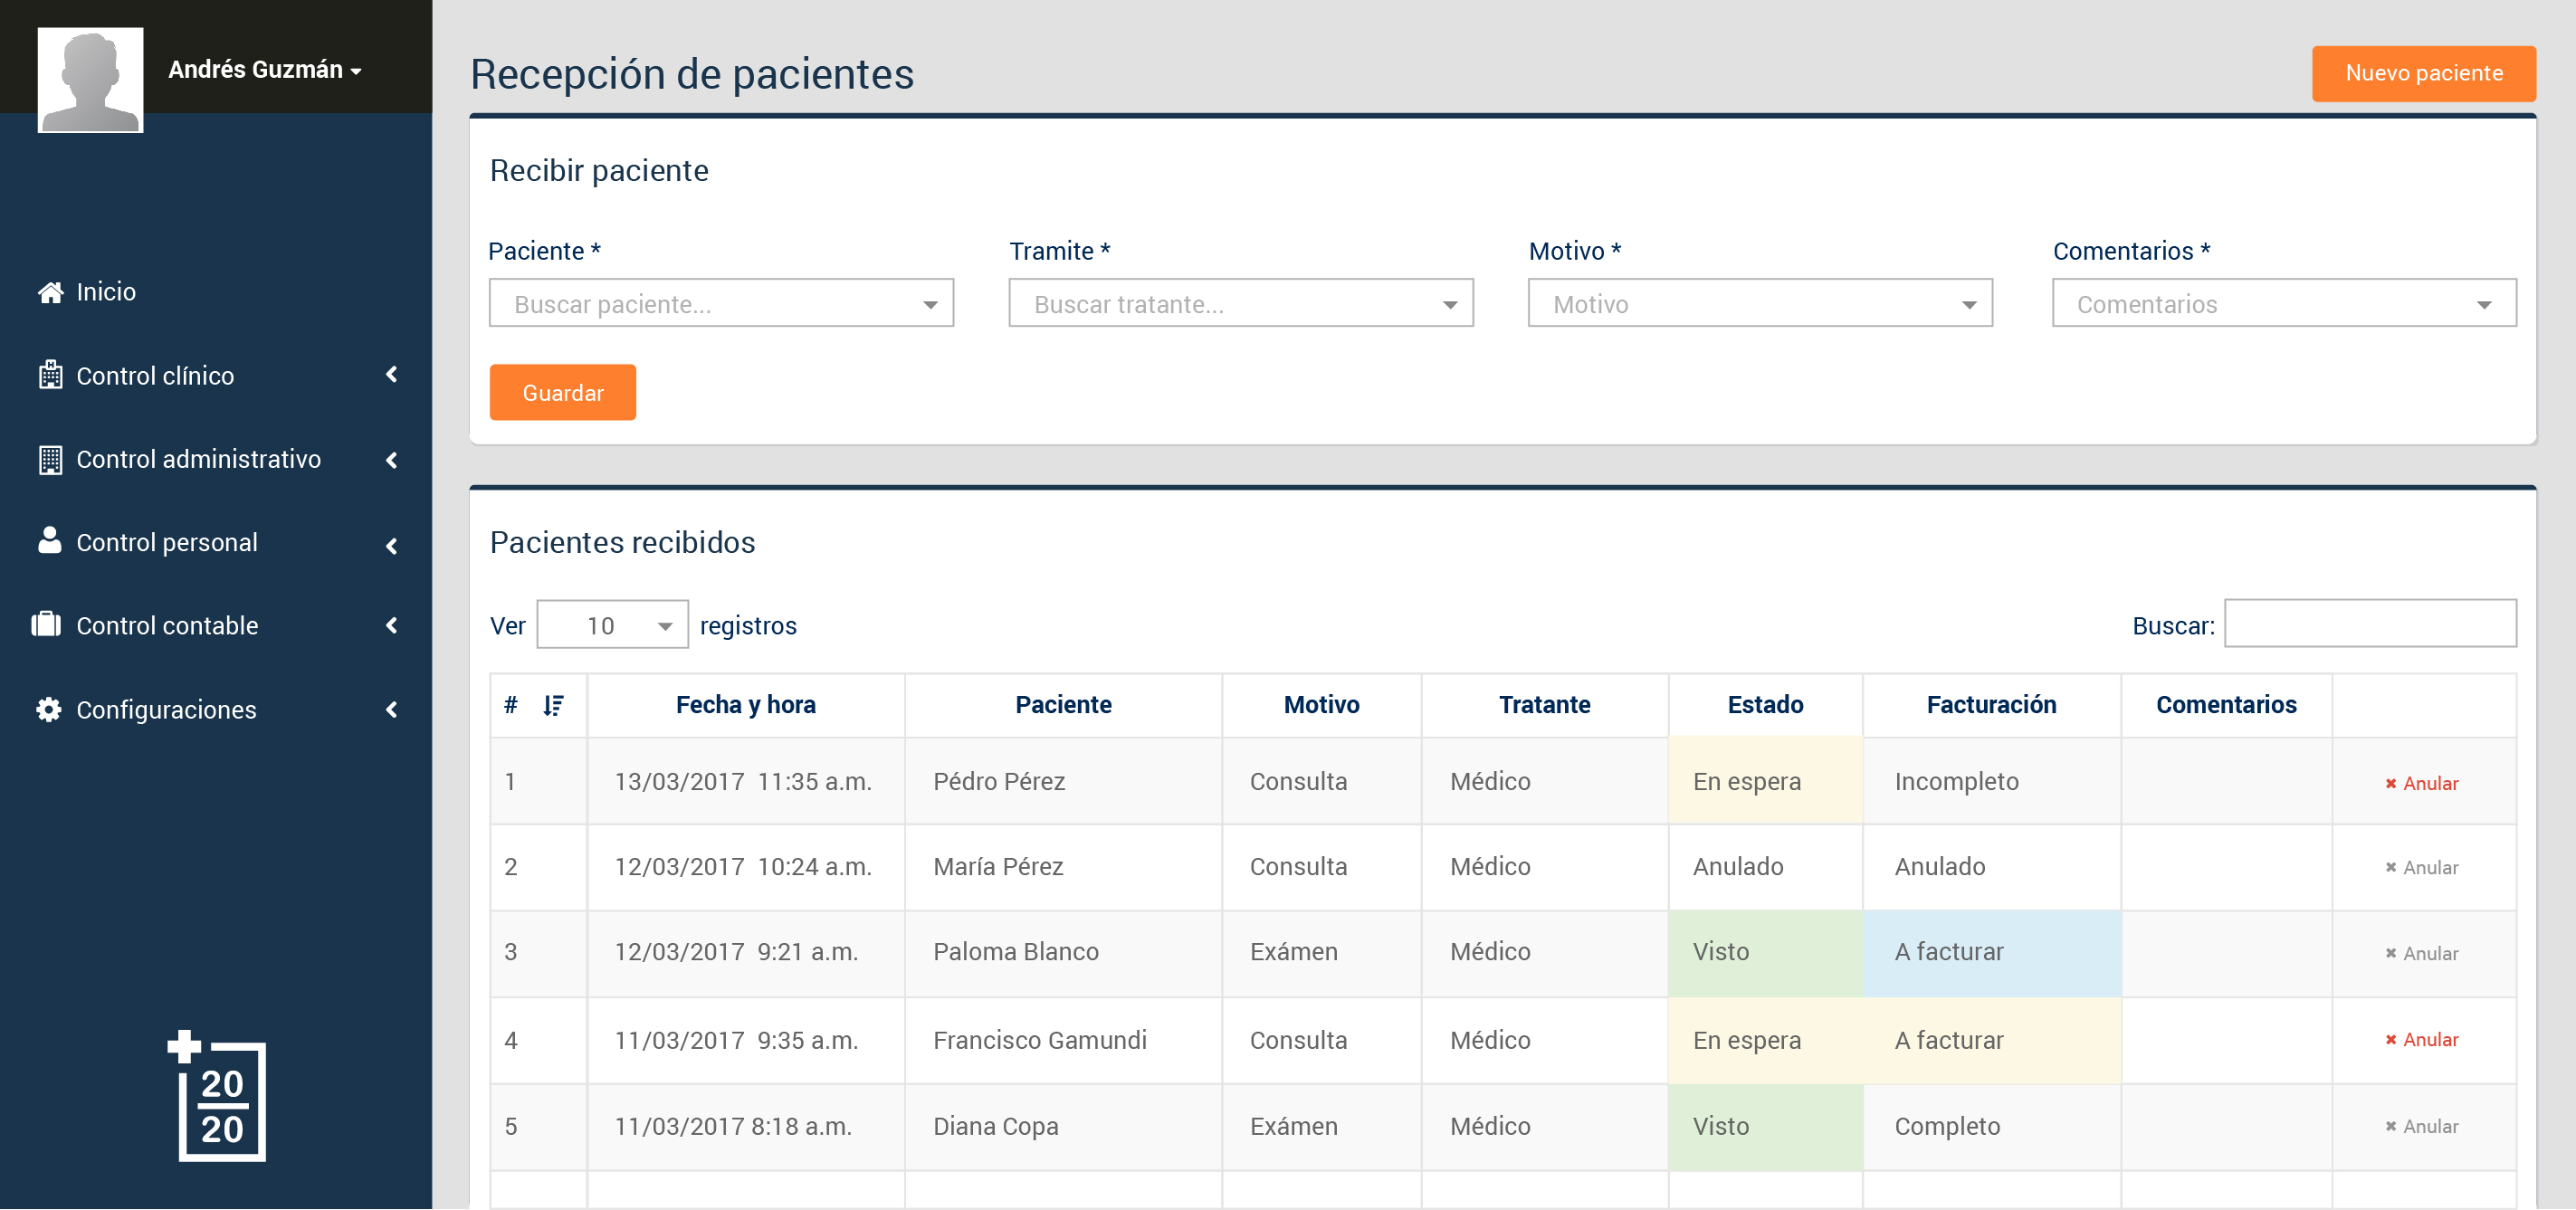 Andrés Guzmán
Inicio
Control clínico
Control administrativo
Control personal
Control contable
Configuraciones
20
20
Recepción de pacientes
Nuevo paciente
Recibir paciente
Paciente * Tramite * Motivo * Comentarios *
Buscar paciente... Buscar tratante... Motivo Comentarios
Guardar
Pacientes recibidos
Ver 10 registros Buscar:
# Fecha y hora Paciente Motivo Tratante Estado Facturación Comentarios
1 13/03/2017 11:35 a.m. Pédro Pérez Consulta Médico En espera Incompleto Anular
2 12/03/2017 10:24 a.m. María Pérez Consulta Médico Anulado Anulado Anular
3 12/03/2017 9:21 a.m. Paloma Blanco Exámen Médico Visto A facturar Anular
4 11/03/2017 9:35 a.m. Francisco Gamundi Consulta Médico En espera A facturar Anular
5 11/03/2017 8:18 a.m. Diana Copa Exámen Médico Visto Completo Anular